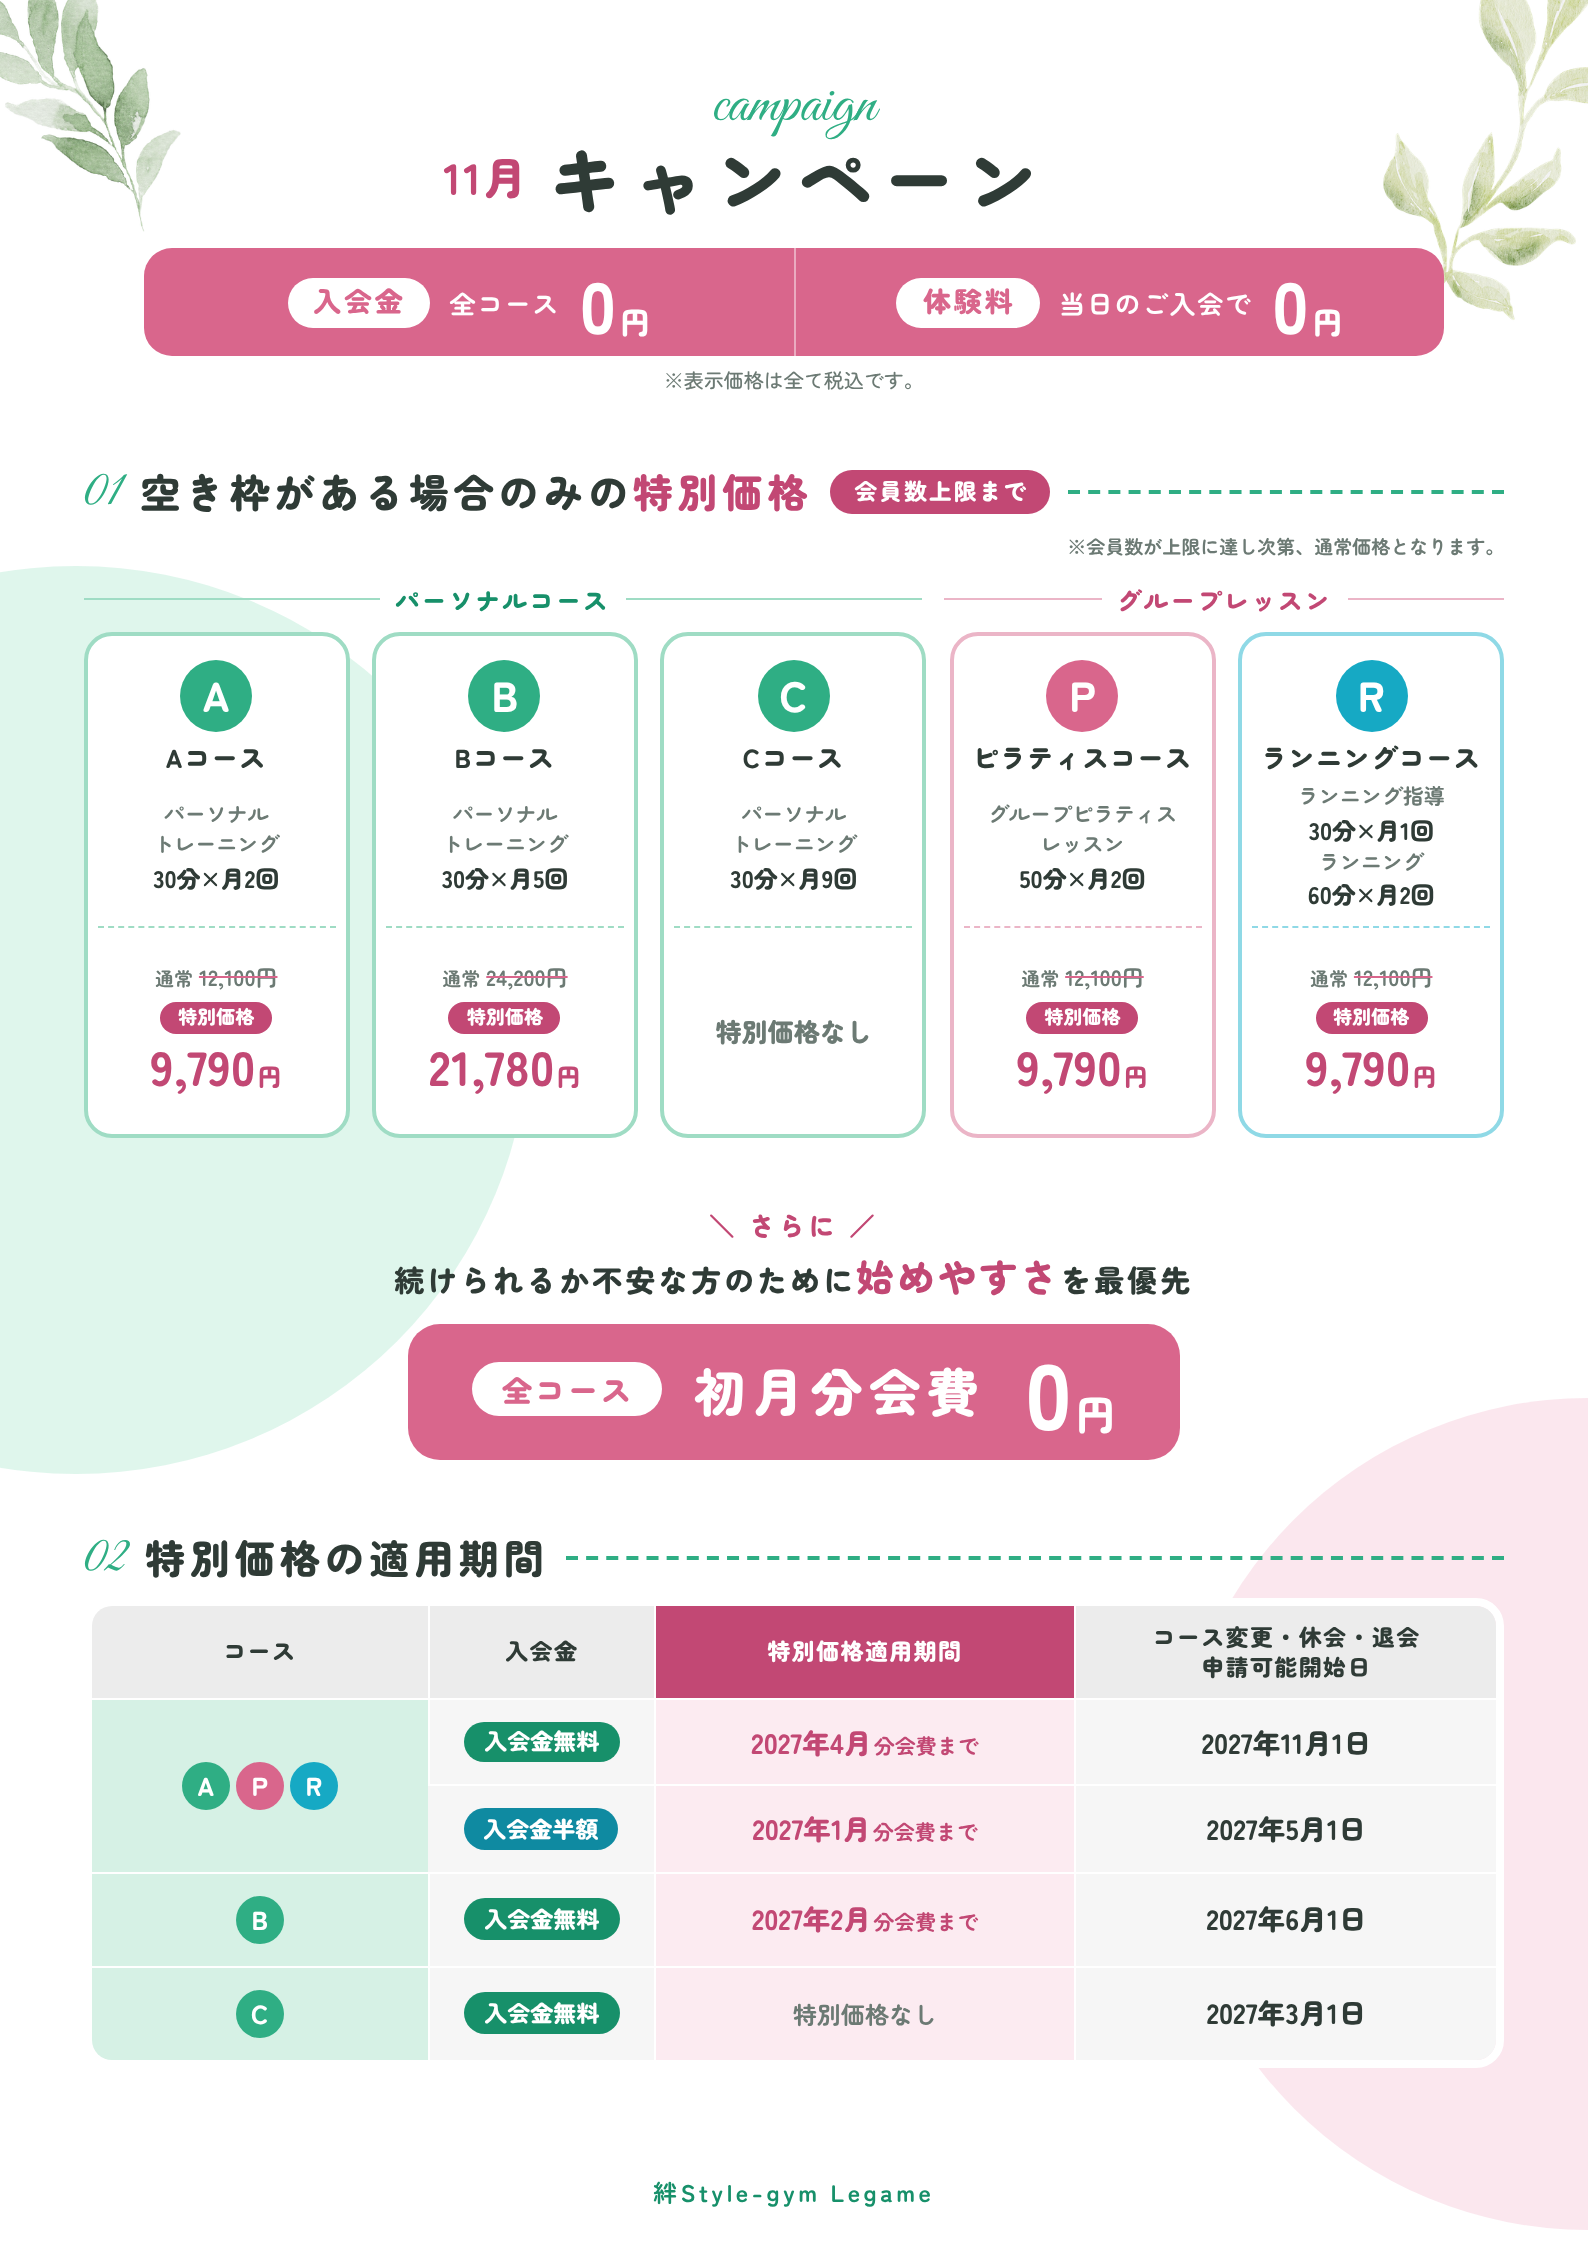 campaign
11月 キャンペーン
入会金 全コース 0円
体験料 当日のご入会で 0円
※表示価格は全て税込です。
01 空き枠がある場合のみの特別価格 会員数上限まで
※会員数が上限に達し次第、通常価格となります。
パーソナルコース
グループレッスン
A
Aコース
パーソナル
トレーニング
30分×月2回
通常 12,100円
特別価格
9,790円
B
Bコース
パーソナル
トレーニング
30分×月5回
通常 24,200円
特別価格
21,780円
C
Cコース
パーソナル
トレーニング
30分×月9回
特別価格なし
P
ピラティスコース
グループピラティス
レッスン
50分×月2回
通常 12,100円
特別価格
9,790円
R
ランニングコース
ランニング指導
30分×月1回
ランニング
60分×月2回
通常 12,100円
特別価格
9,790円
＼ さらに ／
続けられるか不安な方のために始めやすさを最優先
全コース 初月分会費 0円
02 特別価格の適用期間
コース 入会金 特別価格適用期間 コース変更・休会・退会
申請可能開始日
A P R
入会金無料 2027年4月分会費まで 2027年11月1日
入会金半額 2027年1月分会費まで 2027年5月1日
B 入会金無料 2027年2月分会費まで 2027年6月1日
C 入会金無料 特別価格なし 2027年3月1日
絆Style-gym Legame